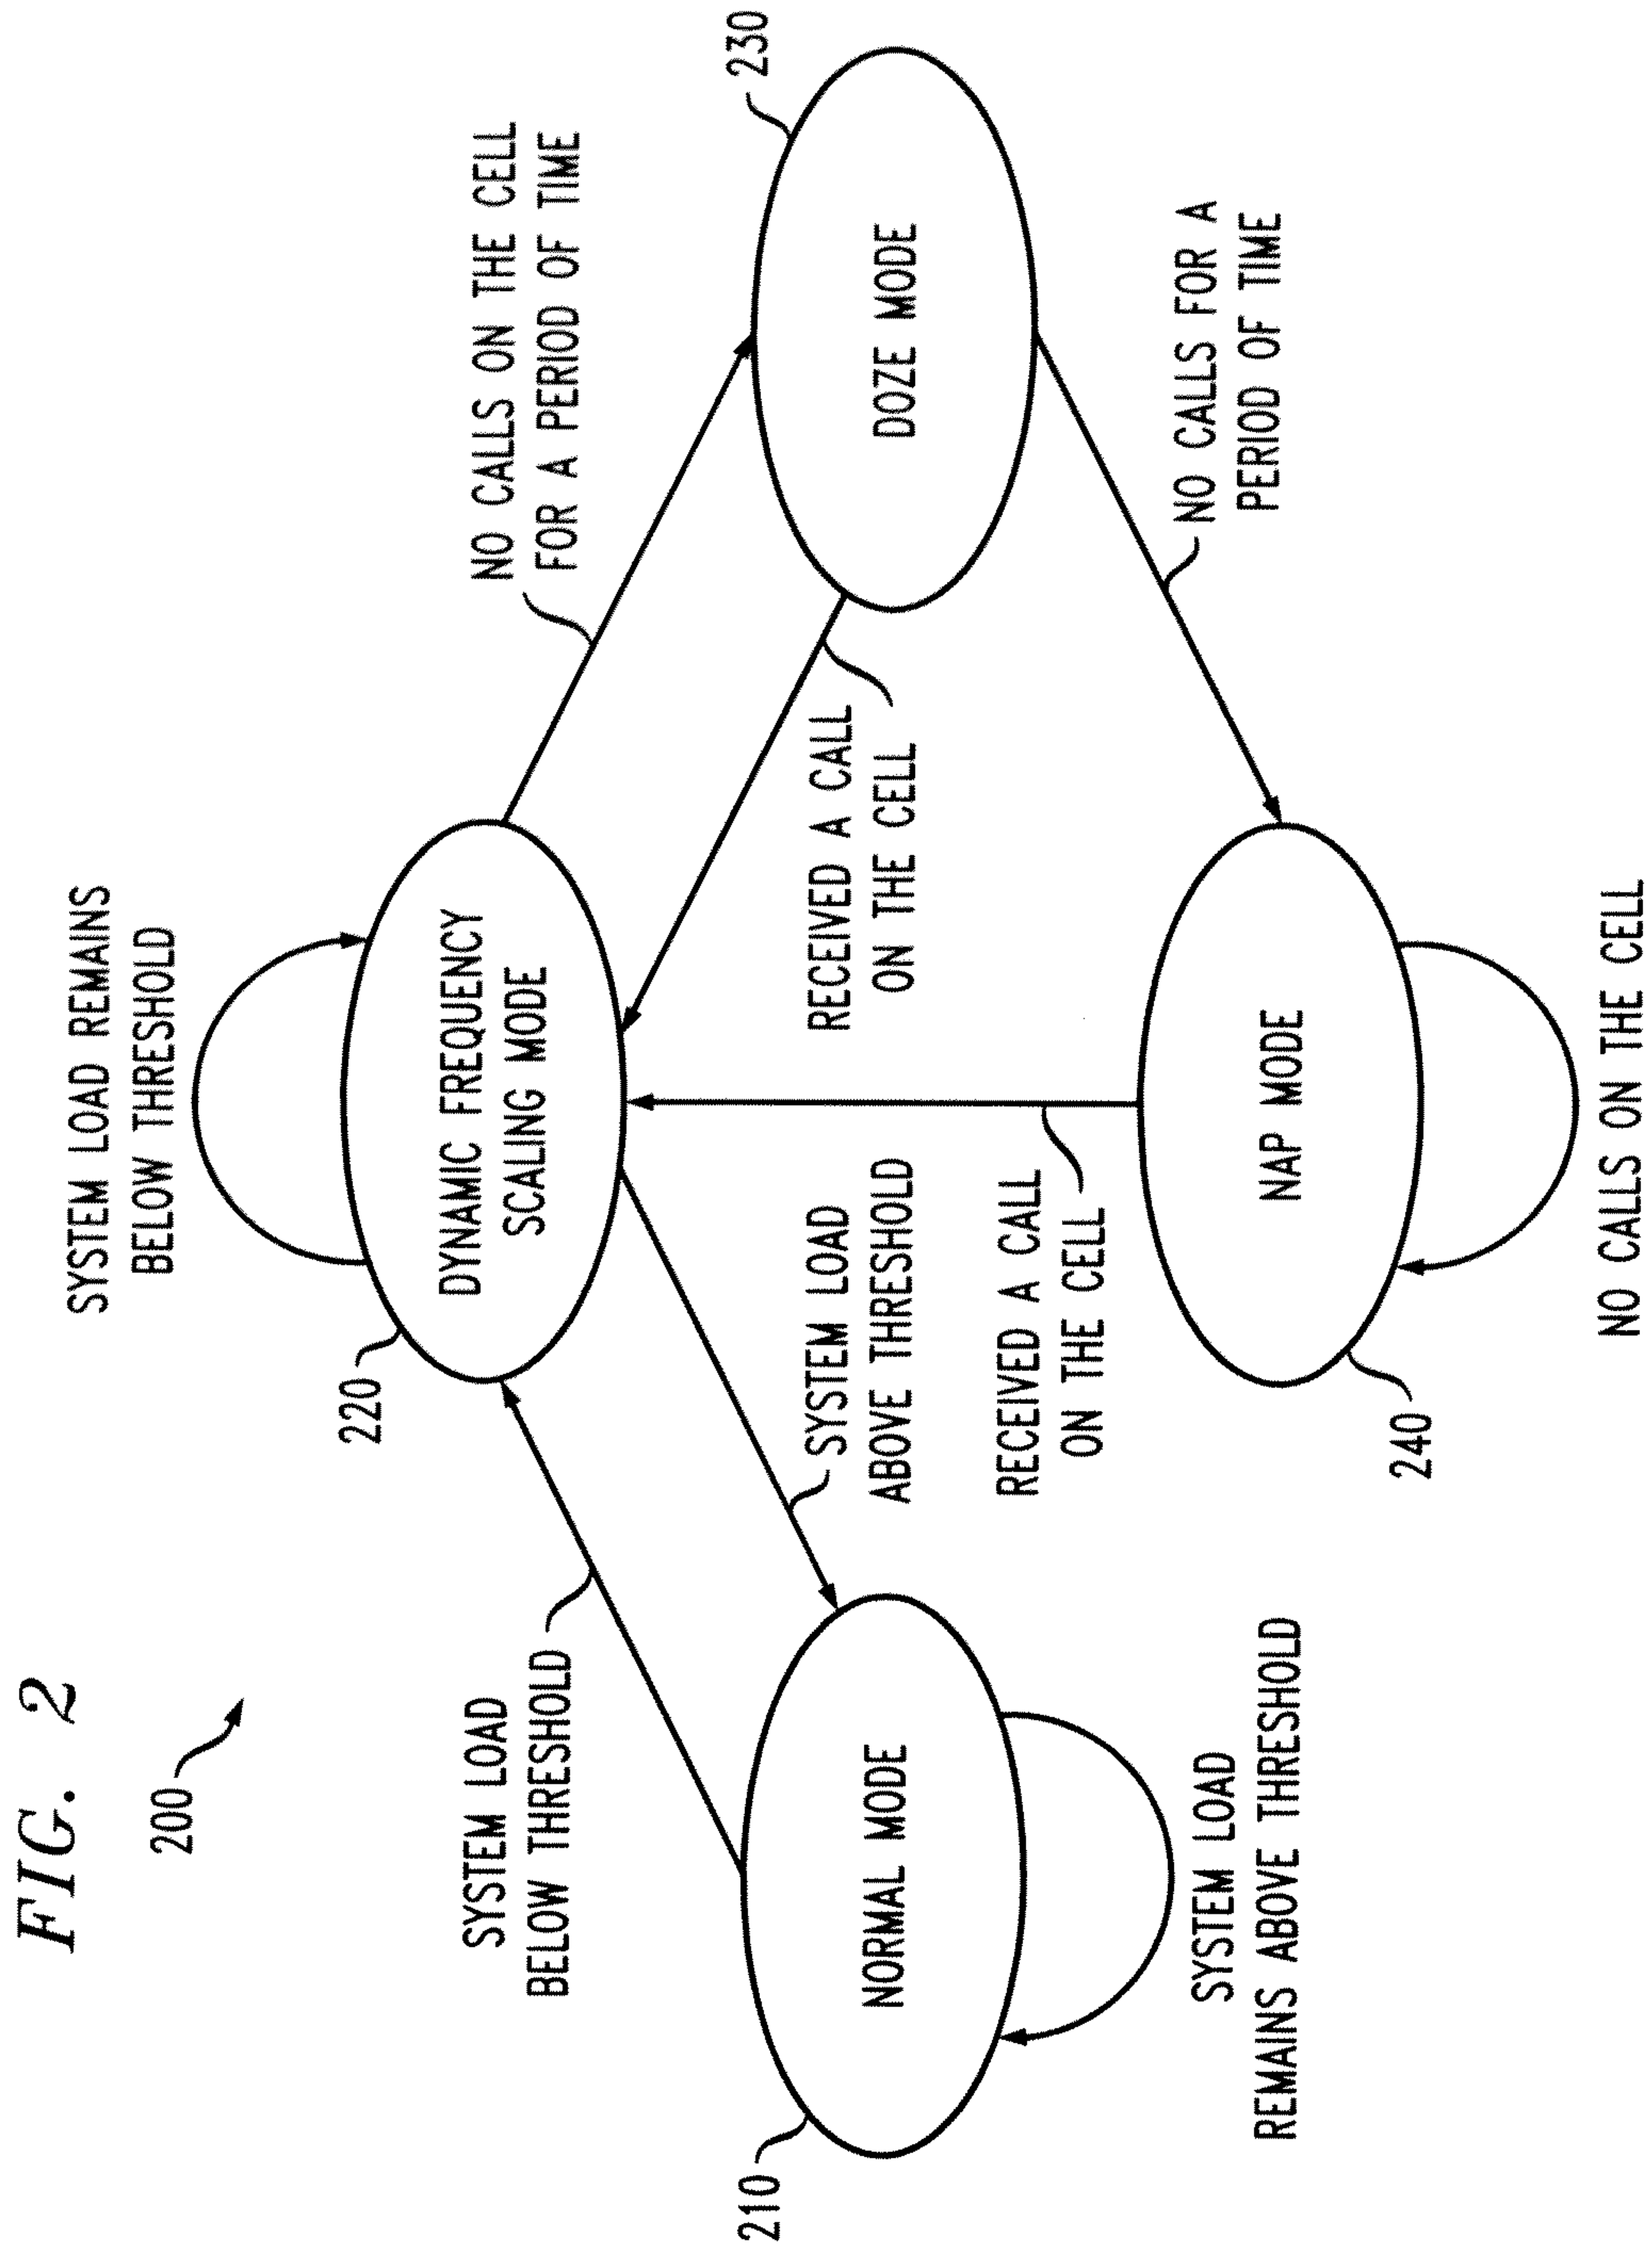 FIG. 2
200
SYSTEM LOAD REMAINS
BELOW THRESHOLD
220
DYNAMIC FREQUENCY
SCALING MODE
SYSTEM LOAD
BELOW THRESHOLD
NO CALLS ON THE CELL
FOR A PERIOD OF TIME
230
210
NORMAL MODE
SYSTEM LOAD
ABOVE THRESHOLD
RECEIVED A CALL
ON THE CELL
DOZE MODE
RECEIVED A CALL
ON THE CELL
SYSTEM LOAD
REMAINS ABOVE THRESHOLD
NO CALLS FOR A
PERIOD OF TIME
NAP MODE
240
NO CALLS ON THE CELL